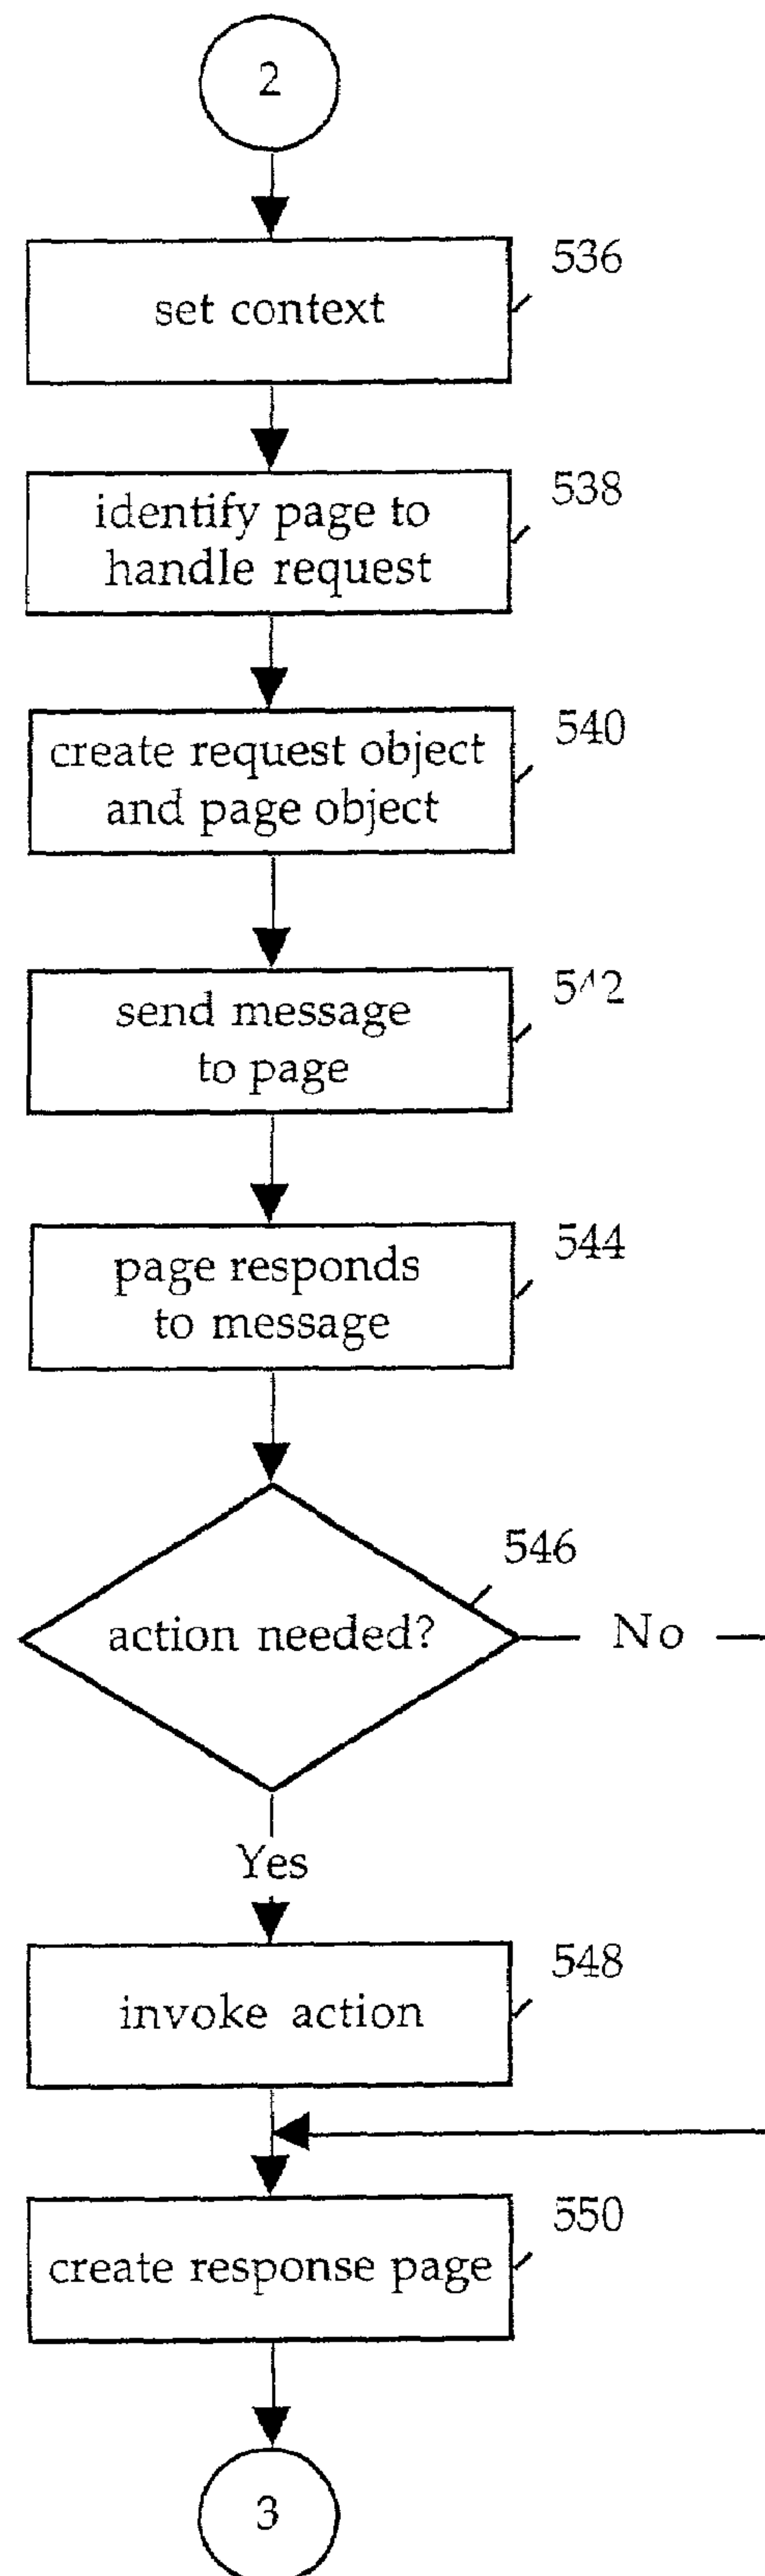 2
536
set context
538
identify page to
handle request
540
create request object
and page object
542
send message
to page
544
page responds
to message
546
action needed?
No
Yes
548
invoke action
550
create response page
3